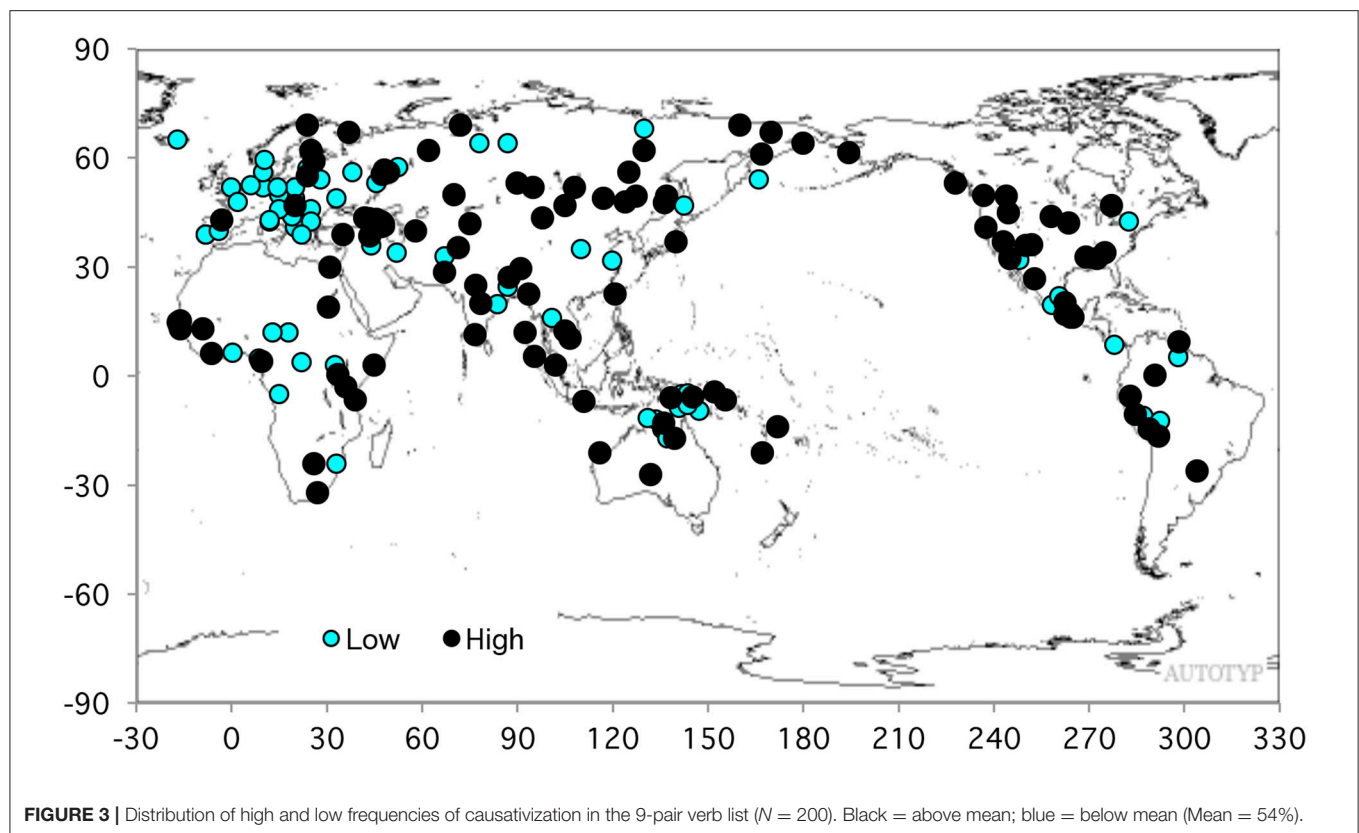 90
60
30
0
-30
-60
-90
Low High
AUTOTYP
-30 0 30 60 90 120 150 180 210 240 270 300 330
FIGURE 3 | Distribution of high and low frequencies of causativization in the 9-pair verb list (N = 200). Black = above mean; blue = below mean (Mean = 54%).